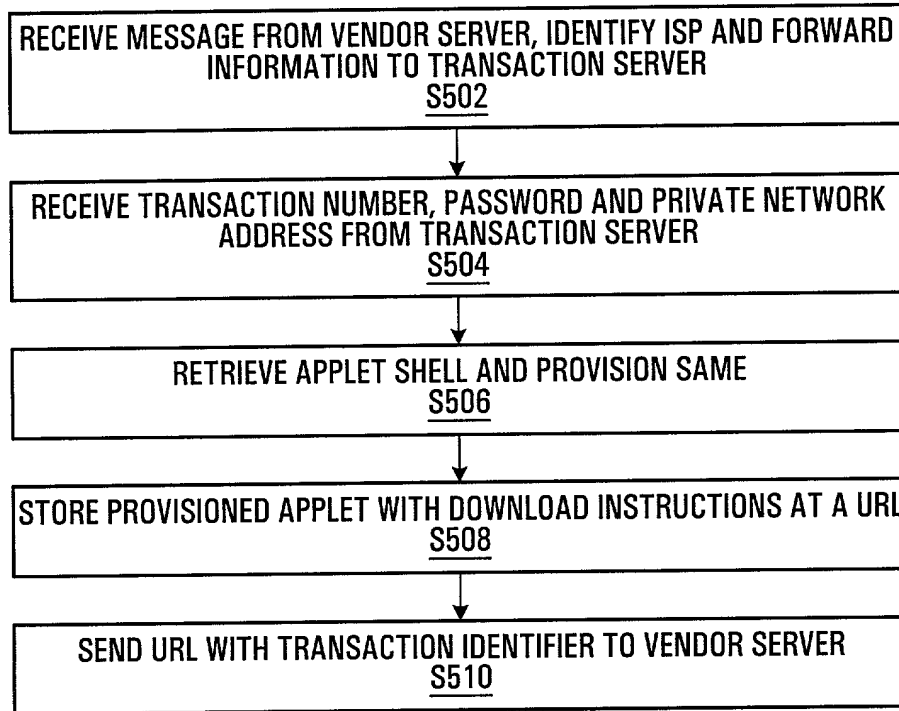 RECEIVE MESSAGE FROM VENDOR SERVER, IDENTIFY ISP AND FORWARD
INFORMATION TO TRANSACTION SERVER
S502
RECEIVE TRANSACTION NUMBER, PASSWORD AND PRIVATE NETWORK
ADDRESS FROM TRANSACTION SERVER
S504
RETRIEVE APPLET SHELL AND PROVISION SAME
S506
STORE PROVISIONED APPLET WITH DOWNLOAD INSTRUCTIONS AT A URL
S508
SEND URL WITH TRANSACTION IDENTIFIER TO VENDOR SERVER
S510